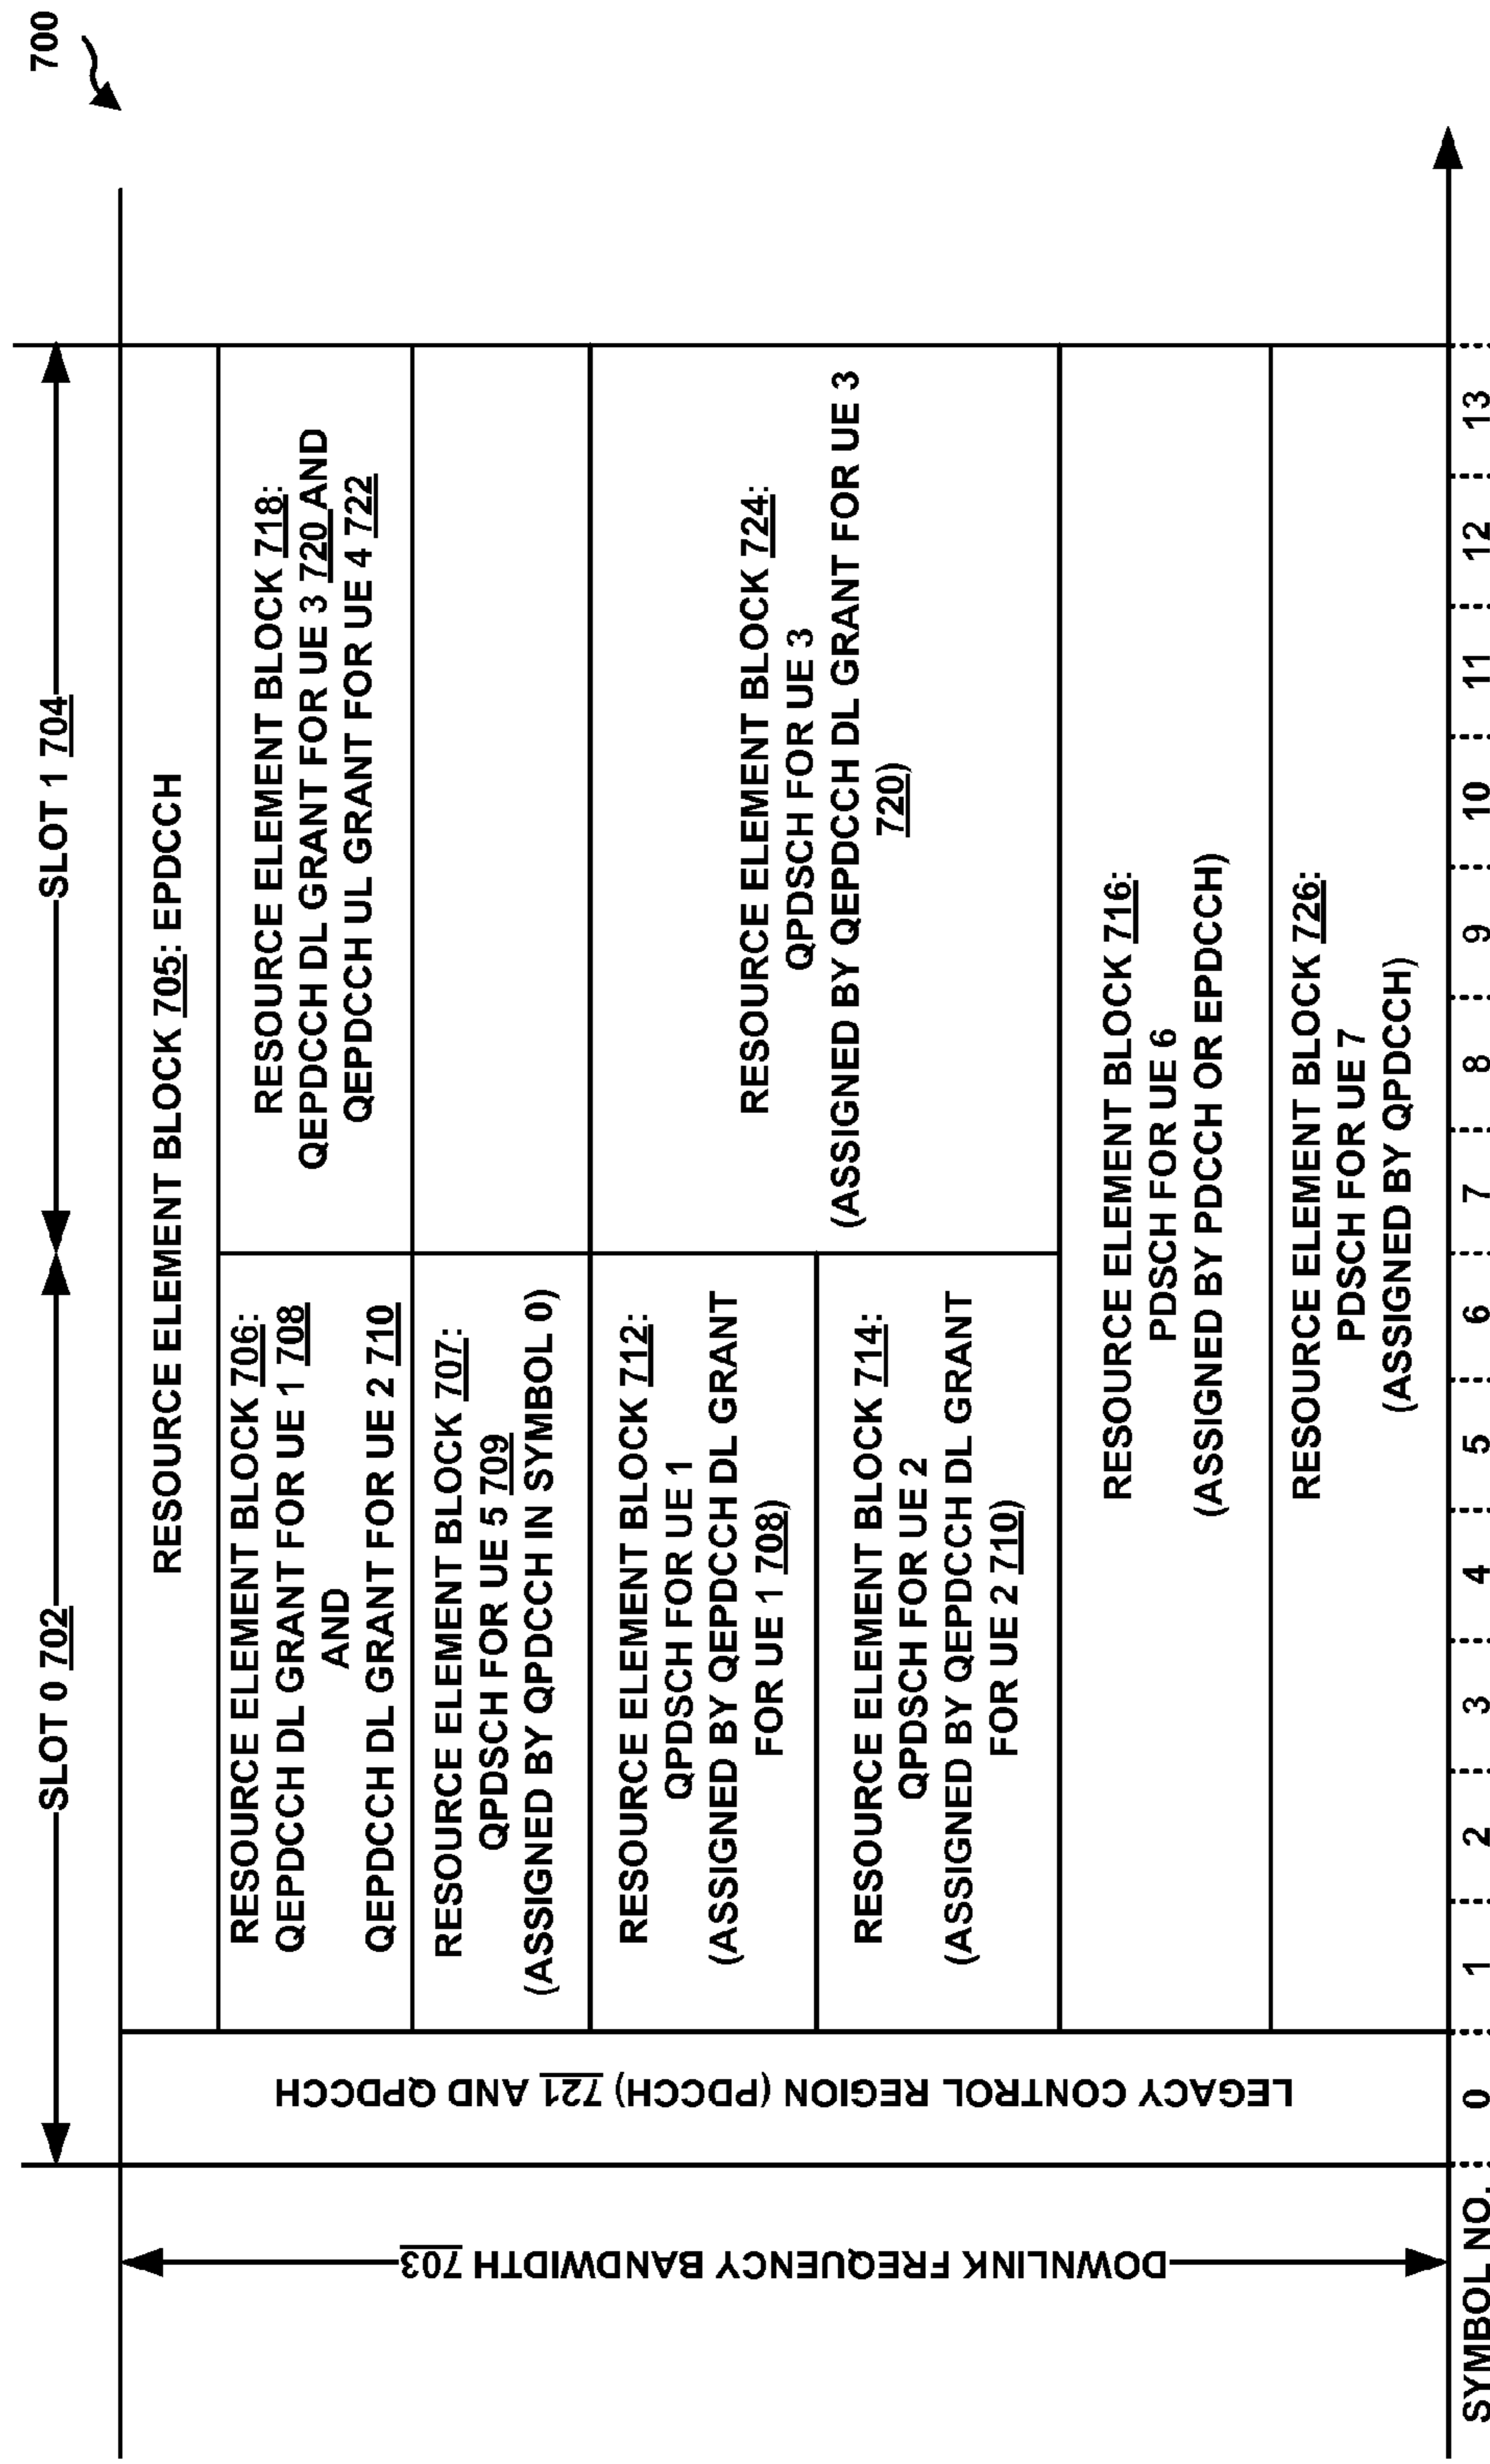 700
SLOT 0 702
SLOT 1 704
DOWNLINK FREQUENCY BANDWIDTH 703
LEGACY CONTROL REGION (PDCCH) 721 AND QPDCCH
RESOURCE ELEMENT BLOCK 705: EPDCCH
RESOURCE ELEMENT BLOCK 706:
QEPDCCH DL GRANT FOR UE 1 708
AND
QEPDCCH DL GRANT FOR UE 2 710
RESOURCE ELEMENT BLOCK 718:
QEPDCCH DL GRANT FOR UE 3 720 AND
QEPDCCH UL GRANT FOR UE 4 722
RESOURCE ELEMENT BLOCK 707:
QPDSCH FOR UE 5 709
(ASSIGNED BY QPDCCH IN SYMBOL 0)
RESOURCE ELEMENT BLOCK 712:
QPDSCH FOR UE 1
(ASSIGNED BY QEPDCCH DL GRANT
FOR UE 1 708)
RESOURCE ELEMENT BLOCK 714:
QPDSCH FOR UE 2
(ASSIGNED BY QEPDCCH DL GRANT
FOR UE 2 710)
RESOURCE ELEMENT BLOCK 724:
QPDSCH FOR UE 3
(ASSIGNED BY QEPDCCH DL GRANT FOR UE 3
720)
RESOURCE ELEMENT BLOCK 716:
PDSCH FOR UE 6
(ASSIGNED BY PDCCH OR EPDCCH)
RESOURCE ELEMENT BLOCK 726:
PDSCH FOR UE 7
(ASSIGNED BY QPDCCH)
SYMBOL NO. 0 1 2 3 4 5 6 7 8 9 10 11 12 13